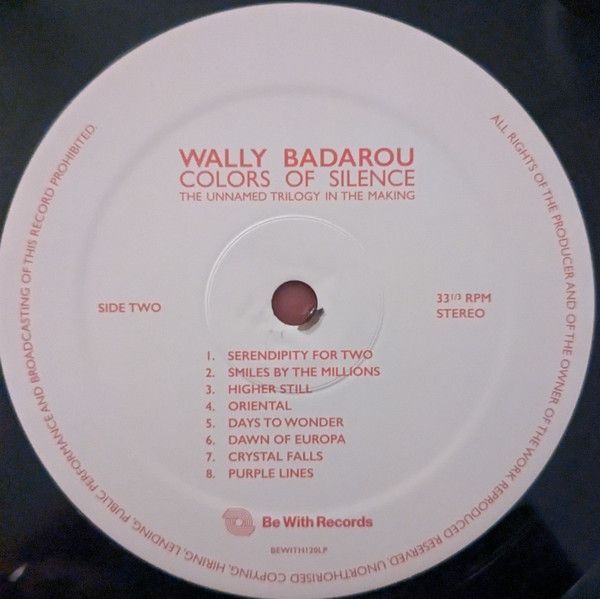 WALLY BADAROU
COLORS OF SILENCE
THE UNNAMED TRILOGY IN THE MAKING
SIDE TWO
33 1/3 RPM
STEREO
1. SERENDIPITY FOR TWO
2. SMILES BY THE MILLIONS
3. HIGHER STILL
4. ORIENTAL
5. DAYS TO WONDER
6. DAWN OF EUROPA
7. CRYSTAL FALLS
8. PURPLE LINES
Be With Records
BEWITH120LP
ALL RIGHTS OF THE PRODUCER AND OF THE OWNER OF THE WORK REPRODUCED RESERVED. UNAUTHORISED COPYING, HIRING, LENDING, PUBLIC PERFORMANCE AND BROADCASTING OF THIS RECORD PROHIBITED.